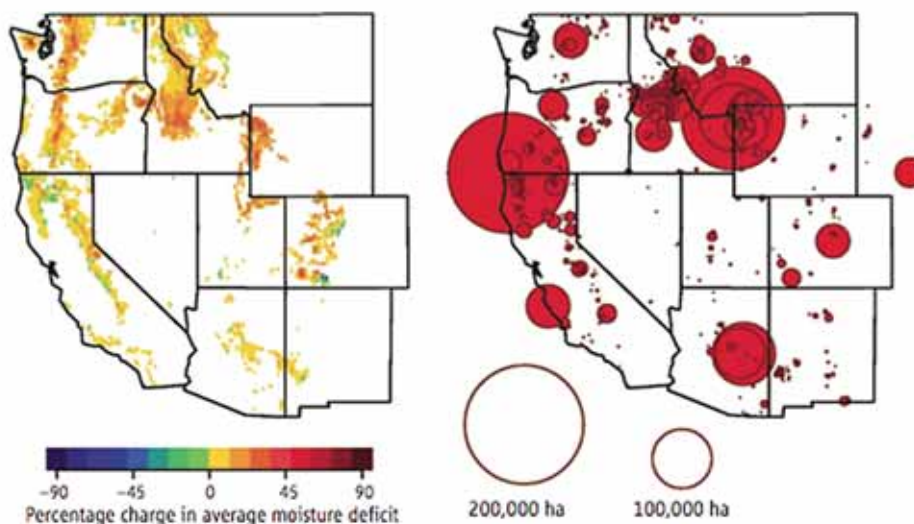 −90
−45
0
45
90
Percentage charge in average moisture deficit
200,000 ha
100,000 ha